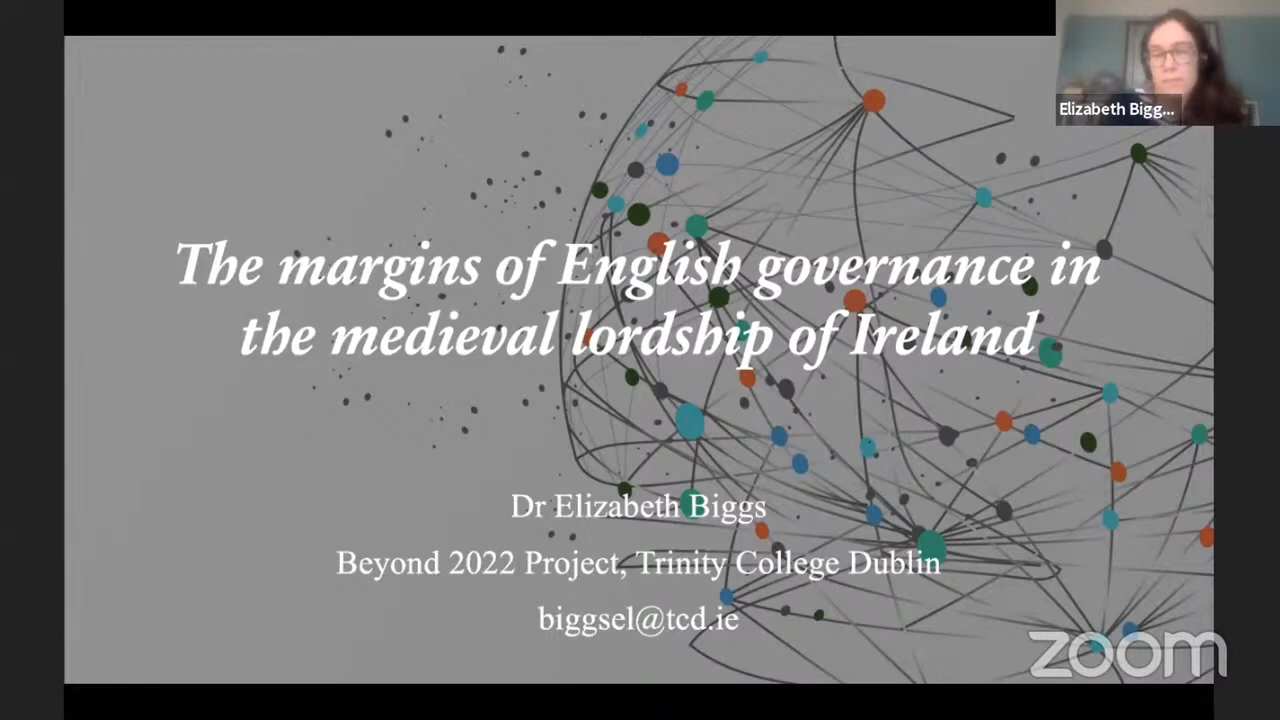 Elizabeth Bigg...
The margins of English governance in
the medieval lordship of Ireland
Dr Elizabeth Biggs
Beyond 2022 Project, Trinity College Dublin
biggsel@tcd.ie
zoom